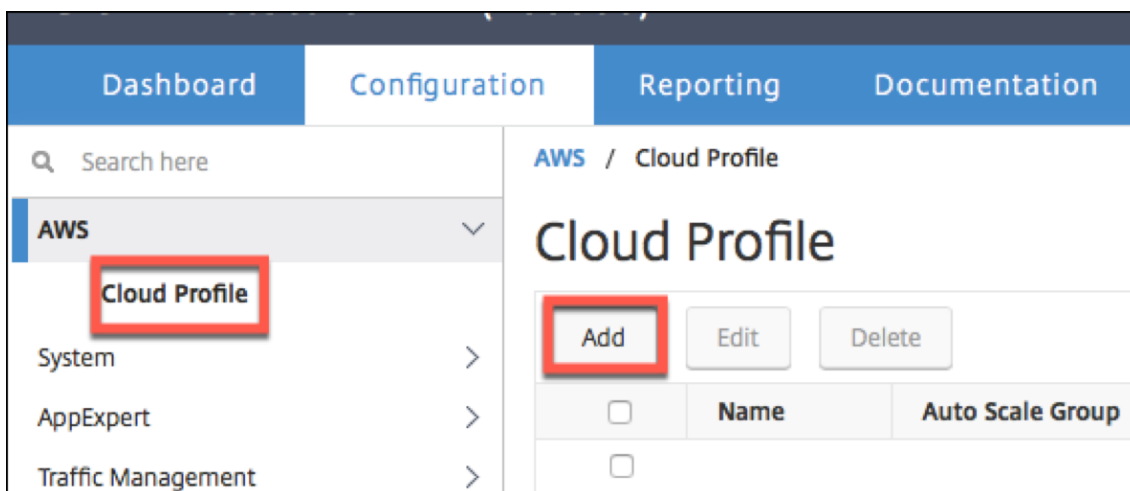 Dashboard Configuration Reporting Documentation
Search here
AWS / Cloud Profile
AWS
Cloud Profile
Cloud Profile
Add Edit Delete
System
AppExpert
Name Auto Scale Group
Traffic Management